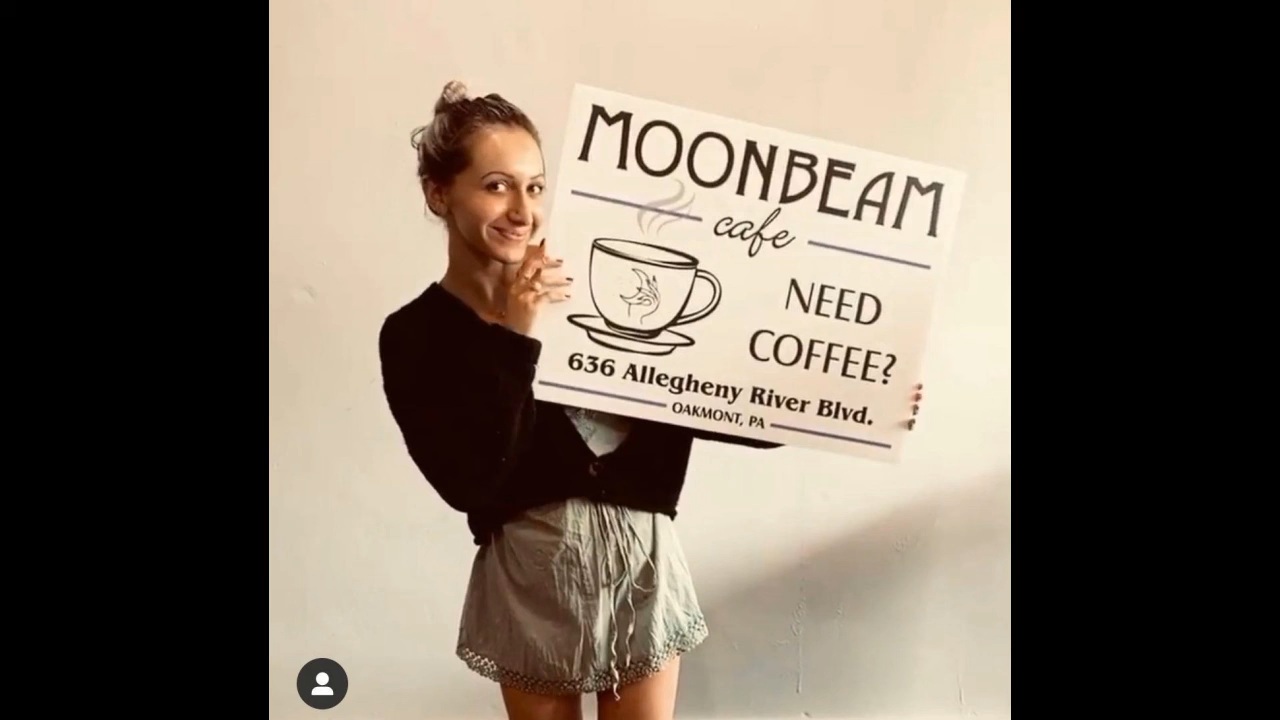 MOONBEAM
cafe
NEED
COFFEE?
636 Allegheny River Blvd.
OAKMONT, PA